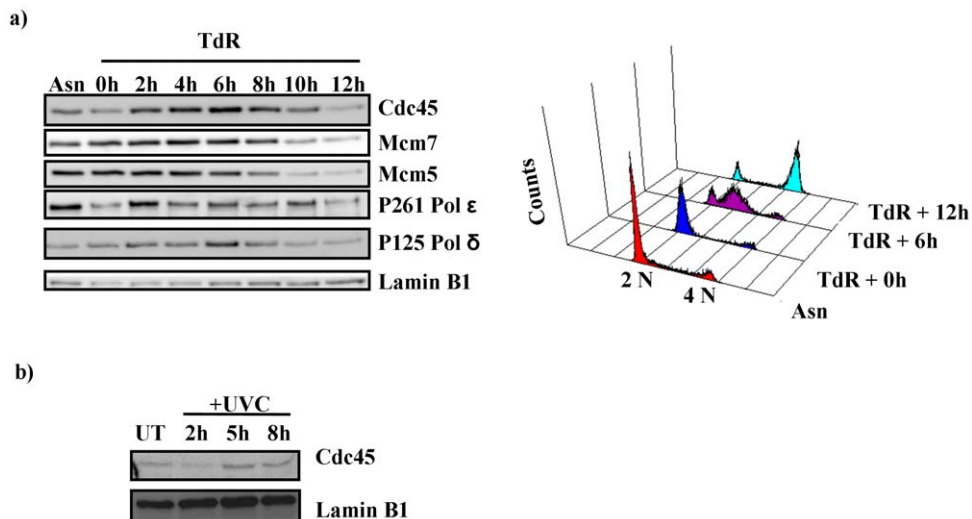 a)
TdR
Asn 0h 2h 4h 6h 8h 10h 12h
Cdc45
Mcm7
Mcm5
P261 Pol ε
P125 Pol δ
Lamin B1
Counts
2 N
4 N
TdR + 12h
TdR + 6h
TdR + 0h
Asn
b)
+UVC
UT 2h 5h 8h
Cdc45
Lamin B1